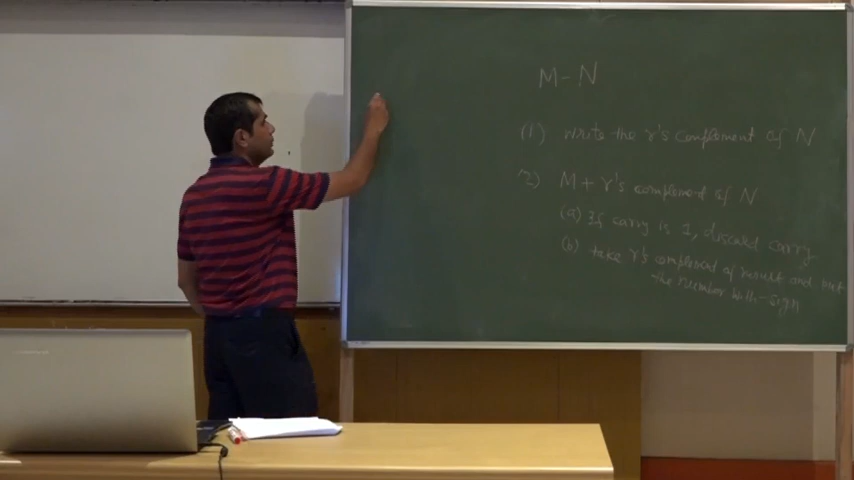 M - N
(1) write the r's complement of N
2) M + r's complement of N
(a) If carry is 1, discard carry
(b) take r's complement of result and put
the number with - sign